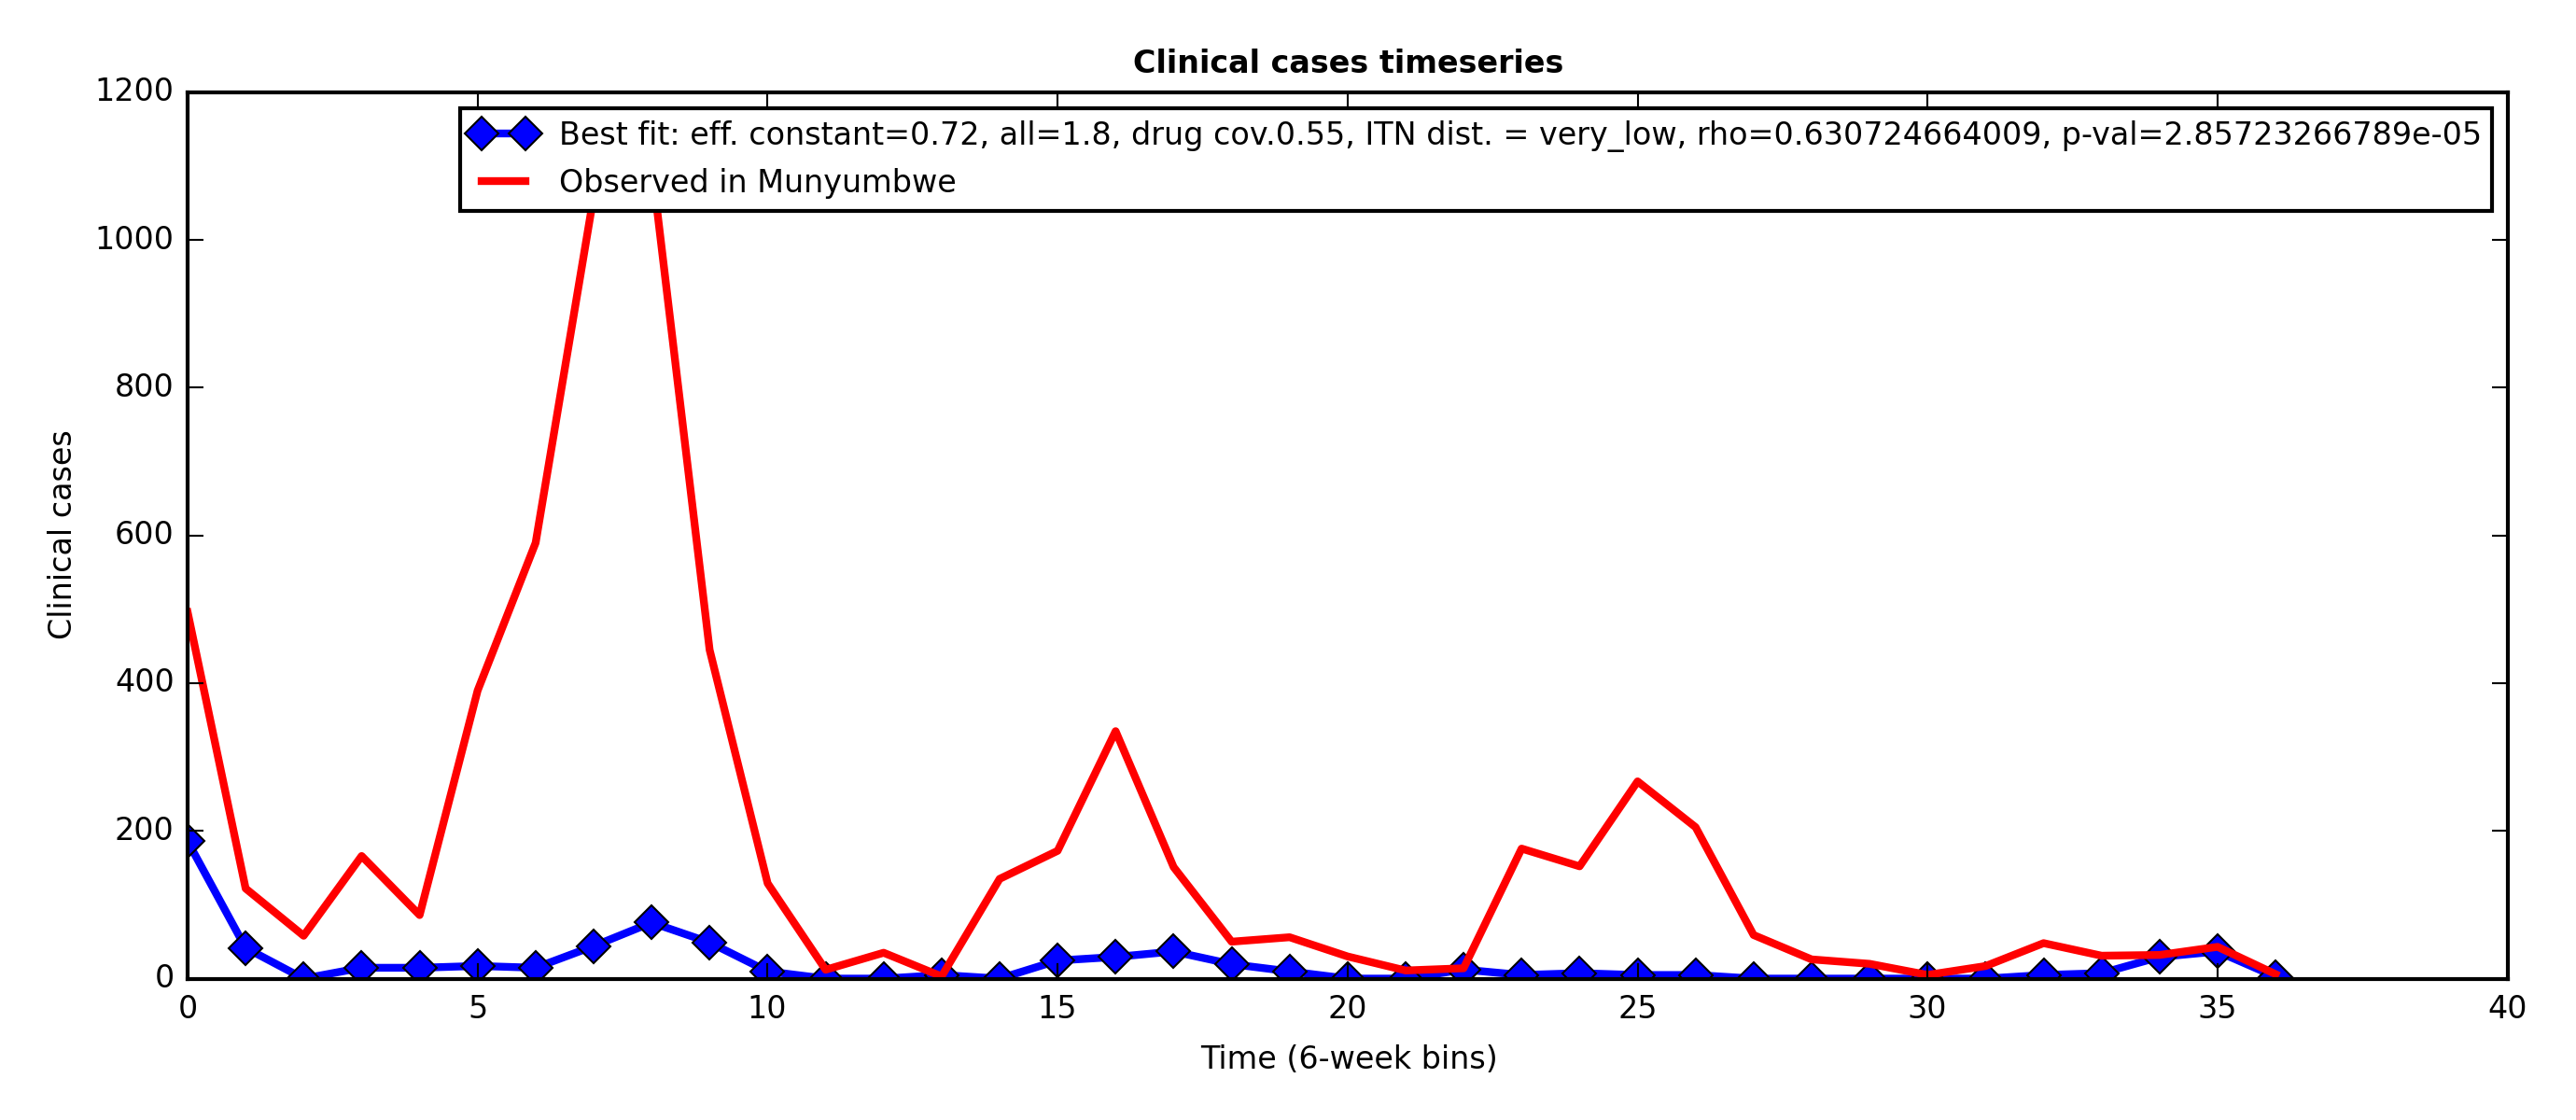 Clinical cases timeseries
1200
1000
800
600
400
200
0
Clinical cases
Best fit: eff. constant=0.72, all=1.8, drug cov.0.55, ITN dist. = very_low, rho=0.630724664009, p-val=2.85723266789e-05
Observed in Munyumbwe
0 5 10 15 20 25 30 35 40
Time (6-week bins)